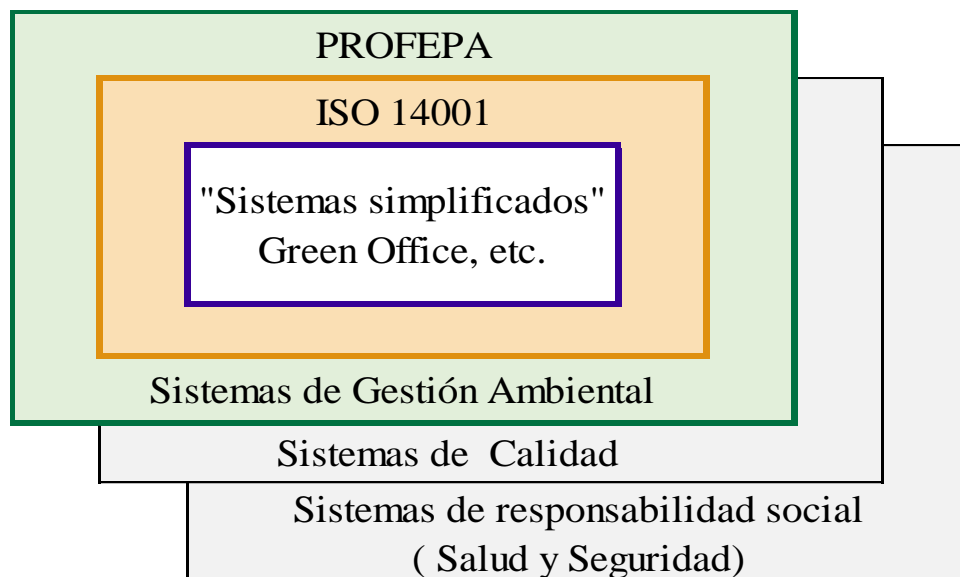 PROFEPA
ISO 14001
"Sistemas simplificados"
Green Office, etc.
Sistemas de Gestión Ambiental
Sistemas de  Calidad
Sistemas de responsabilidad social
( Salud y Seguridad)